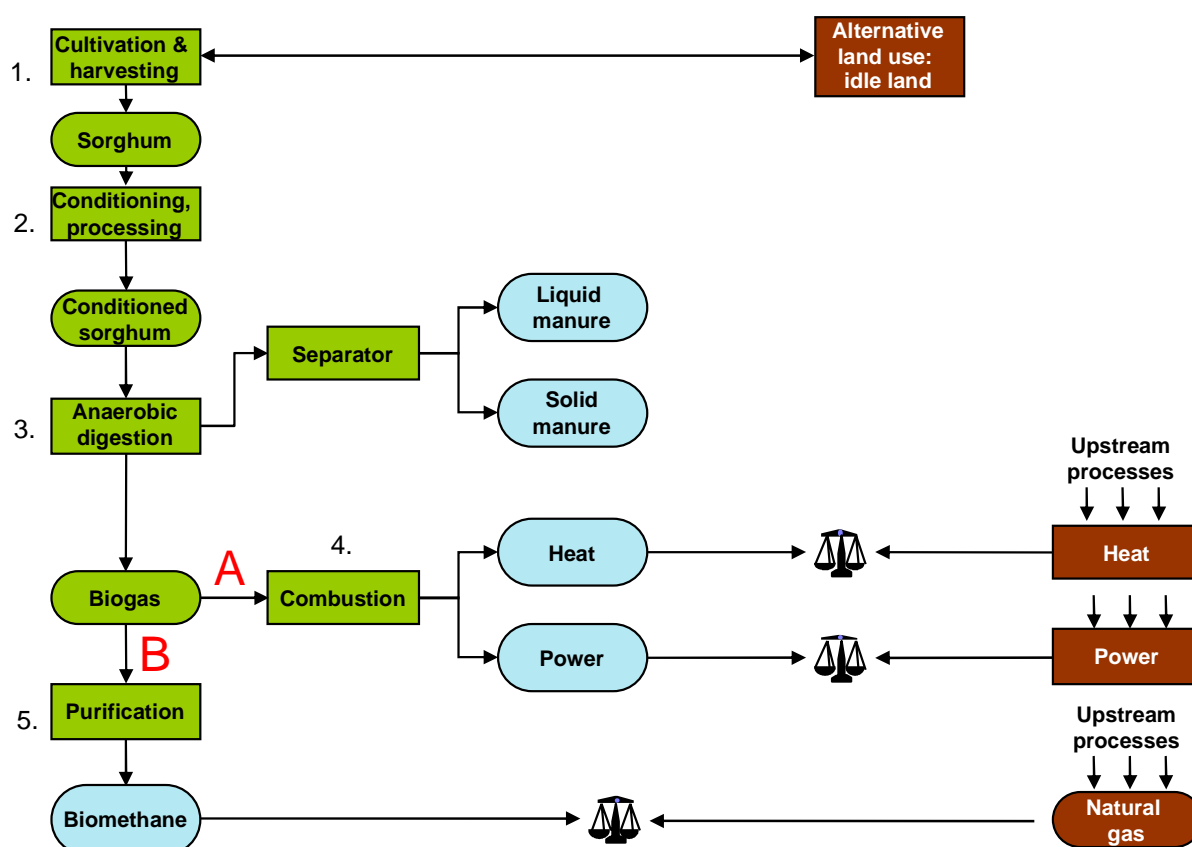 Cultivation &
harvesting
Alternative
land use:
idle land
1.
Sorghum
Conditioning,
processing
2.
Conditioned
sorghum
Liquid
manure
Separator
Solid
manure
Anaerobic
digestion
3.
Upstream
processes
4.
Heat
Heat
A
Biogas
Combustion
B
Power
Power
Purification
5.
Upstream
processes
Biomethane
Natural
gas